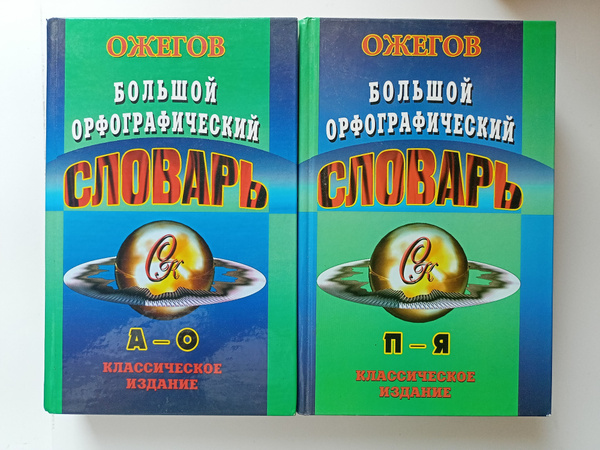 ОЖЕГОВ
БОЛЬШОЙ
ОРФОГРАФИЧЕСКИЙ
СЛОВАРЬ
СК
А – О
КЛАССИЧЕСКОЕ
ИЗДАНИЕ
ОЖЕГОВ
БОЛЬШОЙ
ОРФОГРАФИЧЕСКИЙ
СЛОВАРЬ
СК
П – Я
КЛАССИЧЕСКОЕ
ИЗДАНИЕ